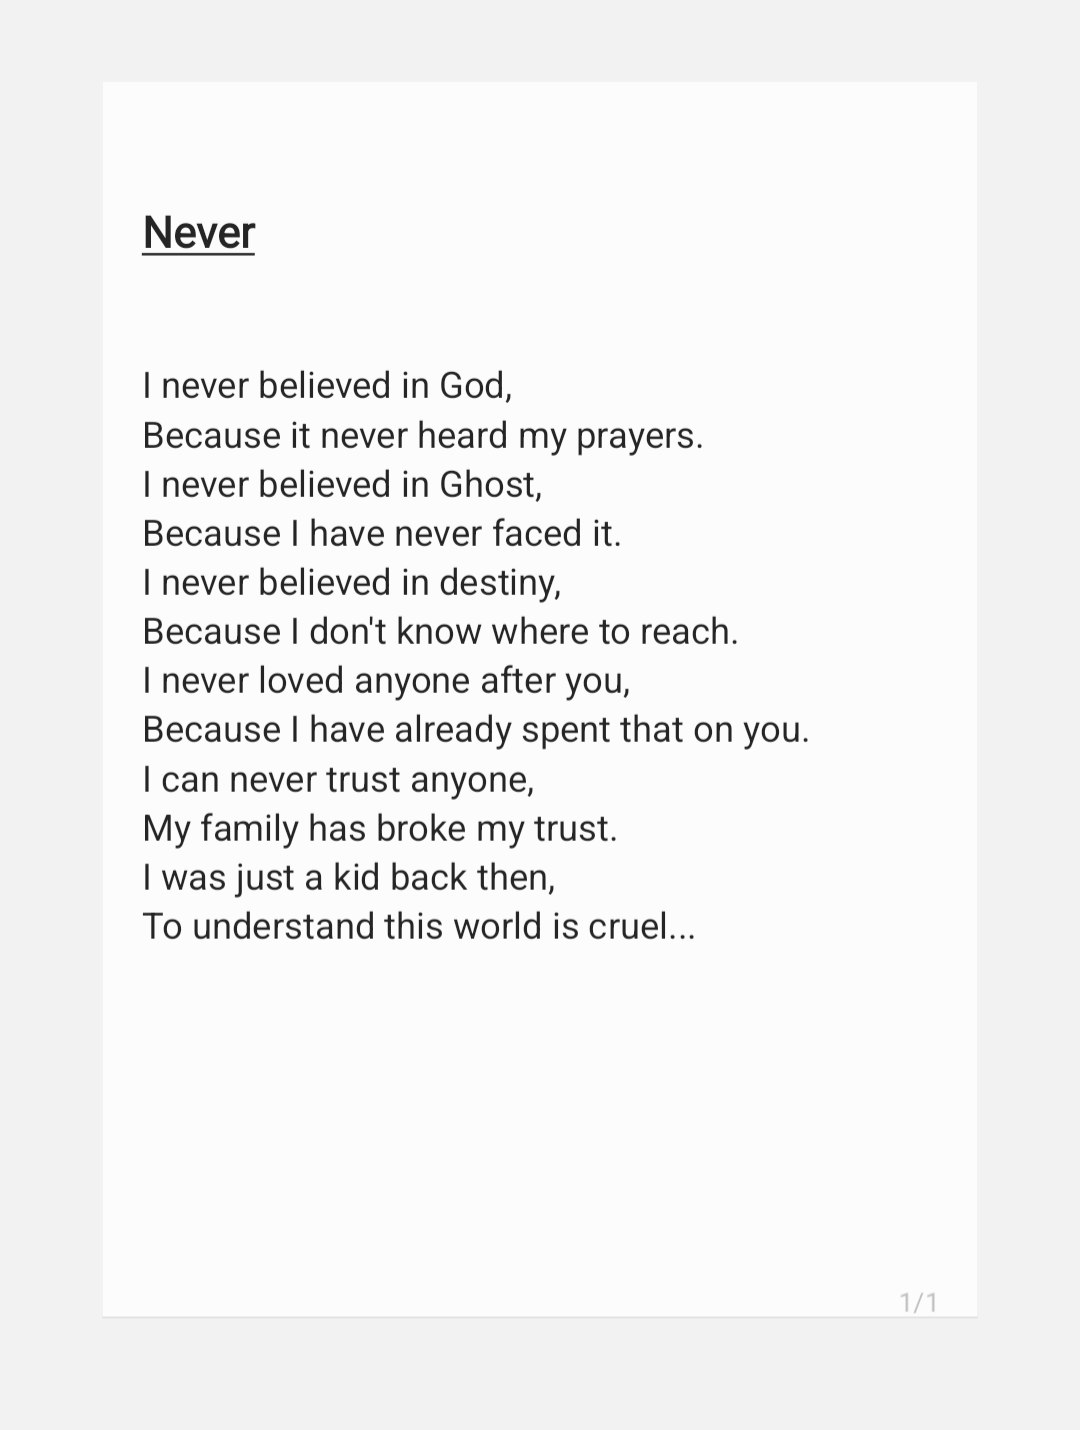 Never
I never believed in God,
Because it never heard my prayers.
I never believed in Ghost,
Because I have never faced it.
I never believed in destiny,
Because I don't know where to reach.
I never loved anyone after you,
Because I have already spent that on you.
I can never trust anyone,
My family has broke my trust.
I was just a kid back then,
To understand this world is cruel...
1/1